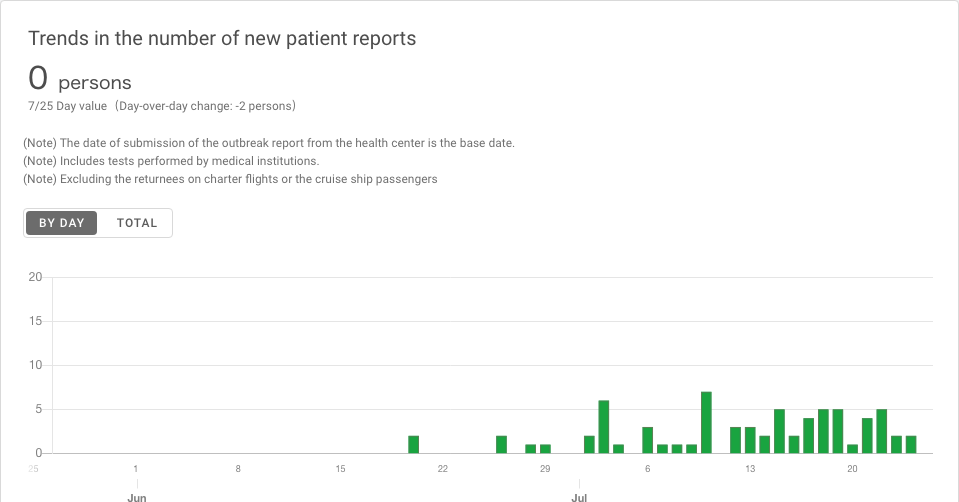 Trends in the number of new patient reports
0 persons
7/25 Day value（Day-over-day change: -2 persons）
(Note) The date of submission of the outbreak report from the health center is the base date.
(Note) Includes tests performed by medical institutions.
(Note) Excluding the returnees on charter flights or the cruise ship passengers
BY DAY TOTAL
20
15
10
5
0
25 1 8 15 22 29 6 13 20
Jun Jul